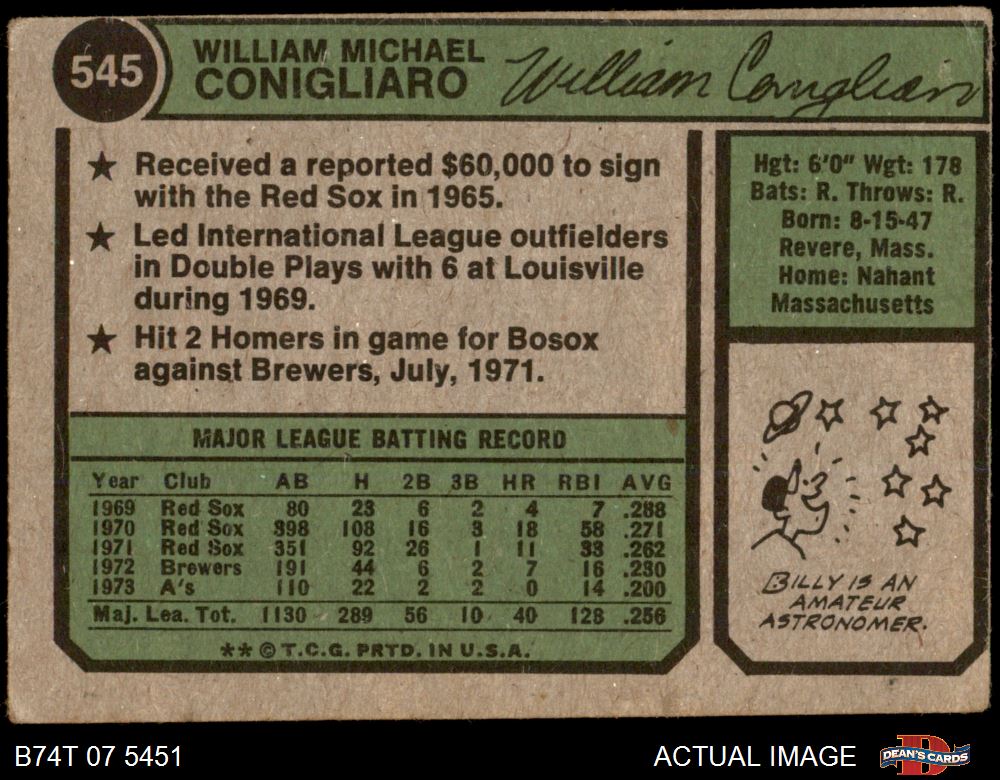 545
WILLIAM MICHAEL
CONIGLIARO
William Conigliaro
★ Received a reported $60,000 to sign
with the Red Sox in 1965.
★ Led International League outfielders
in Double Plays with 6 at Louisville
during 1969.
★ Hit 2 Homers in game for Bosox
against Brewers, July, 1971.
Hgt: 6'0" Wgt: 178
Bats: R. Throws: R.
Born: 8-15-47
Revere, Mass.
Home: Nahant
Massachusetts
MAJOR LEAGUE BATTING RECORD
Year Club AB H 2B 3B HR RBI AVG
1969 Red Sox 80 23 6 2 4 7 .288
1970 Red Sox 398 108 16 3 18 58 .271
1971 Red Sox 351 92 26 1 11 33 .262
1972 Brewers 191 44 6 2 7 16 .230
1973 A's 110 22 2 2 0 14 .200
Maj. Lea. Tot. 1130 289 56 10 40 128 .256
** © T.C.G. PRTD. IN U.S.A.
BILLY IS AN
AMATEUR
ASTRONOMER.
B74T 07 5451
ACTUAL IMAGE
DEAN'S CARDS